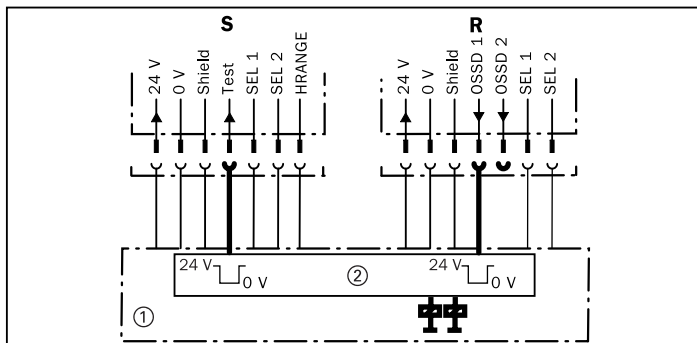 S
R
24 V
0 V
Shield
Test
SEL 1
SEL 2
HRANGE
24 V
0 V
Shield
OSSD 1
OSSD 2
SEL 1
SEL 2
24 V
0 V
②
24 V
0 V
①